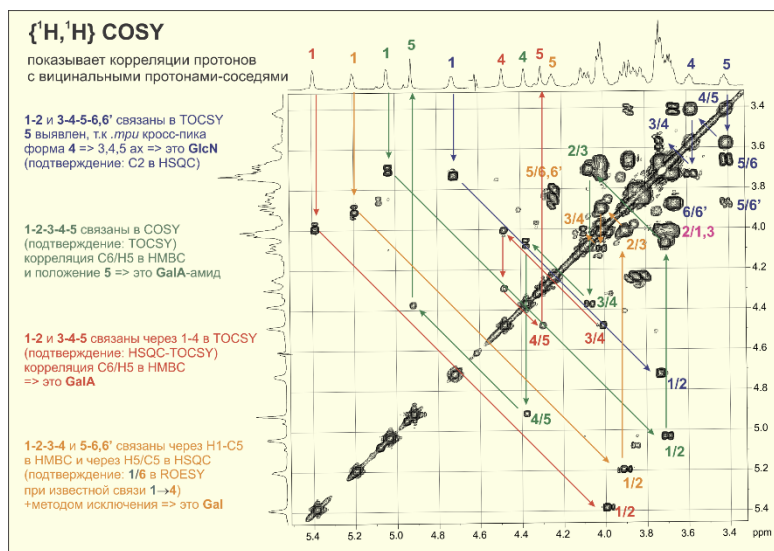 {¹H,¹H} COSY
показывает корреляции протонов
с вицинальными протонами-соседями
1-2 и 3-4-5-6,6' связаны в TOCSY
5 выявлен, т.к .три кросс-пика
форма 4 => 3,4,5 ax => это GlcN
(подтверждение: C2 в HSQC)
1-2-3-4-5 связаны в COSY
(подтверждение: TOCSY)
корреляция C6/H5 в HMBC
и положение 5 => это GalA-амид
1-2 и 3-4-5 связаны через 1-4 в TOCSY
(подтверждение: HSQC-TOCSY)
корреляция C6/H5 в HMBC
=> это GalA
1-2-3-4 и 5-6,6' связаны через H1-C5
в HMBC и через H5/C5 в HSQC
(подтверждение: 1/6 в ROESY
при известной связи 1→4)
+методом исключения => это Gal
1 1 1 5 1 4 4 5 5 4 5
4/5
3/4
2/3
5/6,6'
5/6
6/6'
5/6'
3/4
2/3
2/1,3
3/4
4/5
3/4
1/2
4/5
1/2
1/2
1/2
3.4
3.6
3.8
4.0
4.2
4.4
4.6
4.8
5.0
5.2
5.4
5.4 5.2 5.0 4.8 4.6 4.4 4.2 4.0 3.8 3.6 3.4 ppm